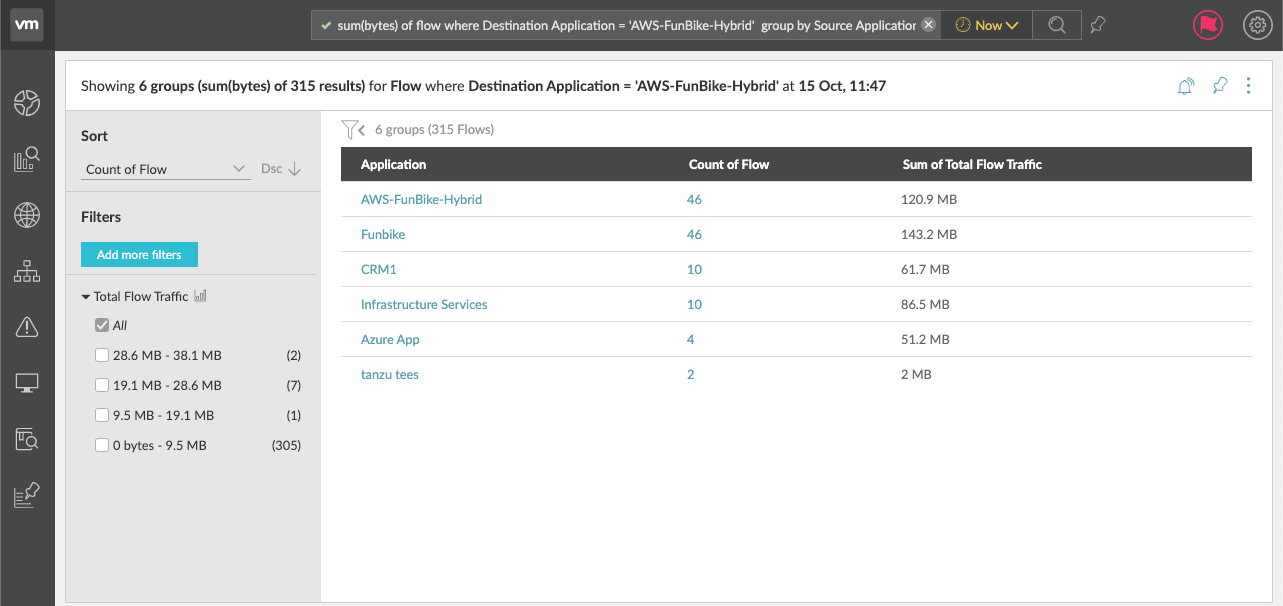 vm
sum(bytes) of flow where Destination Application = 'AWS-FunBike-Hybrid' group by Source Application
Now
Showing 6 groups (sum(bytes) of 315 results) for Flow where Destination Application = 'AWS-FunBike-Hybrid' at 15 Oct, 11:47
Sort
Count of Flow Dsc
Filters
Add more filters
Total Flow Traffic
All
28.6 MB - 38.1 MB (2)
19.1 MB - 28.6 MB (7)
9.5 MB - 19.1 MB (1)
0 bytes - 9.5 MB (305)
6 groups (315 Flows)
Application Count of Flow Sum of Total Flow Traffic
AWS-FunBike-Hybrid 46 120.9 MB
Funbike 46 143.2 MB
CRM1 10 61.7 MB
Infrastructure Services 10 86.5 MB
Azure App 4 51.2 MB
tanzu tees 2 2 MB